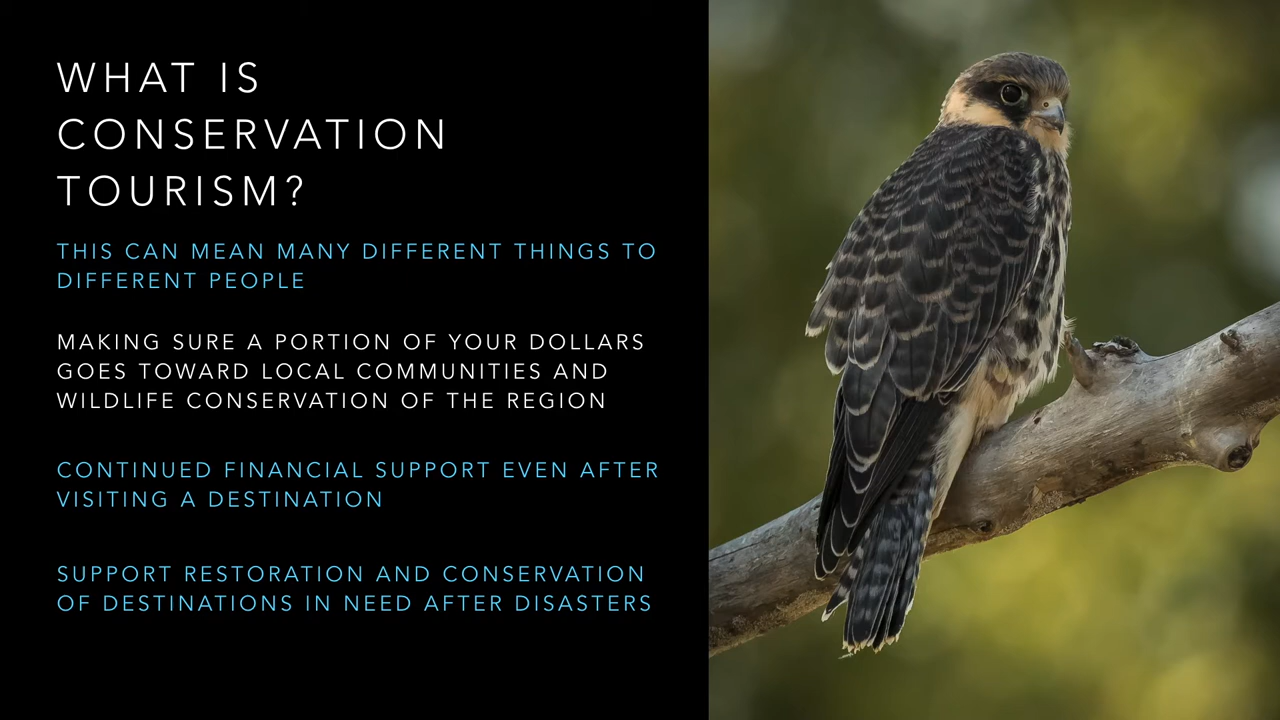 WHAT IS
CONSERVATION
TOURISM?
THIS CAN MEAN MANY DIFFERENT THINGS TO
DIFFERENT PEOPLE
MAKING SURE A PORTION OF YOUR DOLLARS
GOES TOWARD LOCAL COMMUNITIES AND
WILDLIFE CONSERVATION OF THE REGION
CONTINUED FINANCIAL SUPPORT EVEN AFTER
VISITING A DESTINATION
SUPPORT RESTORATION AND CONSERVATION
OF DESTINATIONS IN NEED AFTER DISASTERS